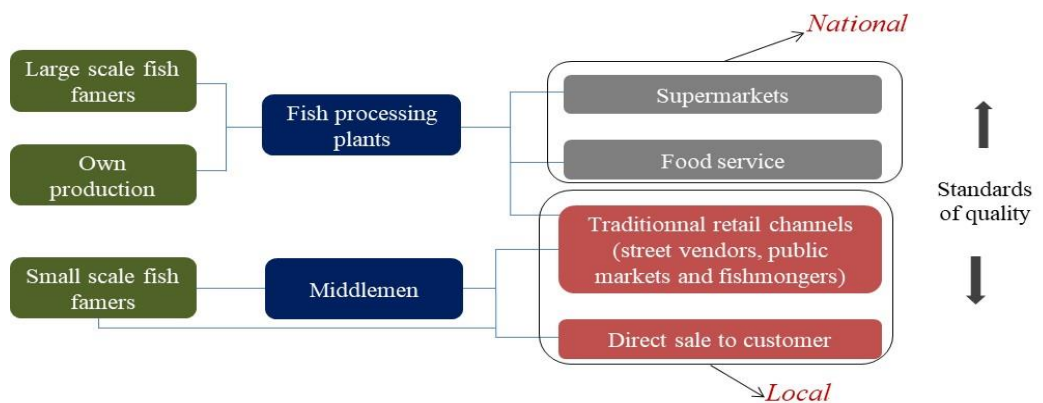 National
Large scale fish
famers
Supermarkets
Fish processing
plants
Food service
Own
production
Standards
of quality
Traditionnal retail channels
(street vendors, public
markets and fishmongers)
Small scale fish
famers
Middlemen
Direct sale to customer
Local